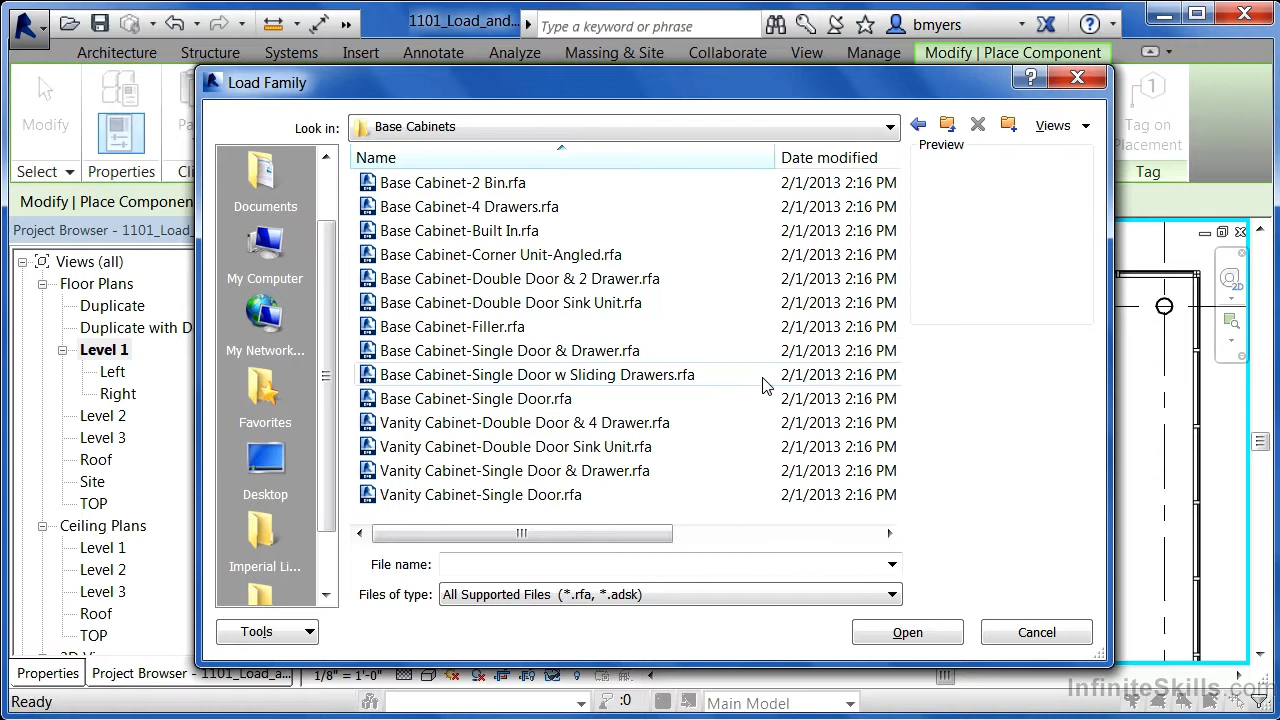 1101_Load_and...
Type a keyword or phrase
bmyers
Architecture
Structure
Systems
Insert
Annotate
Analyze
Massing & Site
Collaborate
View
Manage
Modify | Place Component
Modify
Select
Properties
Tag on
Placement
Tag
Modify | Place Componen
Project Browser - 1101_Load_
Views (all)
Floor Plans
Duplicate
Duplicate with D
Level 1
Left
Right
Level 2
Level 3
Roof
Site
TOP
Ceiling Plans
Level 1
Level 2
Level 3
Roof
TOP
Load Family
Look in:
Base Cabinets
Views
Documents
My Computer
My Network...
Favorites
Desktop
Imperial Li...
Name Date modified
Base Cabinet-2 Bin.rfa 2/1/2013 2:16 PM
Base Cabinet-4 Drawers.rfa 2/1/2013 2:16 PM
Base Cabinet-Built In.rfa 2/1/2013 2:16 PM
Base Cabinet-Corner Unit-Angled.rfa 2/1/2013 2:16 PM
Base Cabinet-Double Door & 2 Drawer.rfa 2/1/2013 2:16 PM
Base Cabinet-Double Door Sink Unit.rfa 2/1/2013 2:16 PM
Base Cabinet-Filler.rfa 2/1/2013 2:16 PM
Base Cabinet-Single Door & Drawer.rfa 2/1/2013 2:16 PM
Base Cabinet-Single Door w Sliding Drawers.rfa 2/1/2013 2:16 PM
Base Cabinet-Single Door.rfa 2/1/2013 2:16 PM
Vanity Cabinet-Double Door & 4 Drawer.rfa 2/1/2013 2:16 PM
Vanity Cabinet-Double Door Sink Unit.rfa 2/1/2013 2:16 PM
Vanity Cabinet-Single Door & Drawer.rfa 2/1/2013 2:16 PM
Vanity Cabinet-Single Door.rfa 2/1/2013 2:16 PM
Preview
File name:
Files of type:
All Supported Files (*.rfa, *.adsk)
Tools
Open
Cancel
2D
Properties
Project Browser - 1101_Load_a...
1/8" = 1'-0"
Ready
:0
Main Model
InfiniteSkills.com